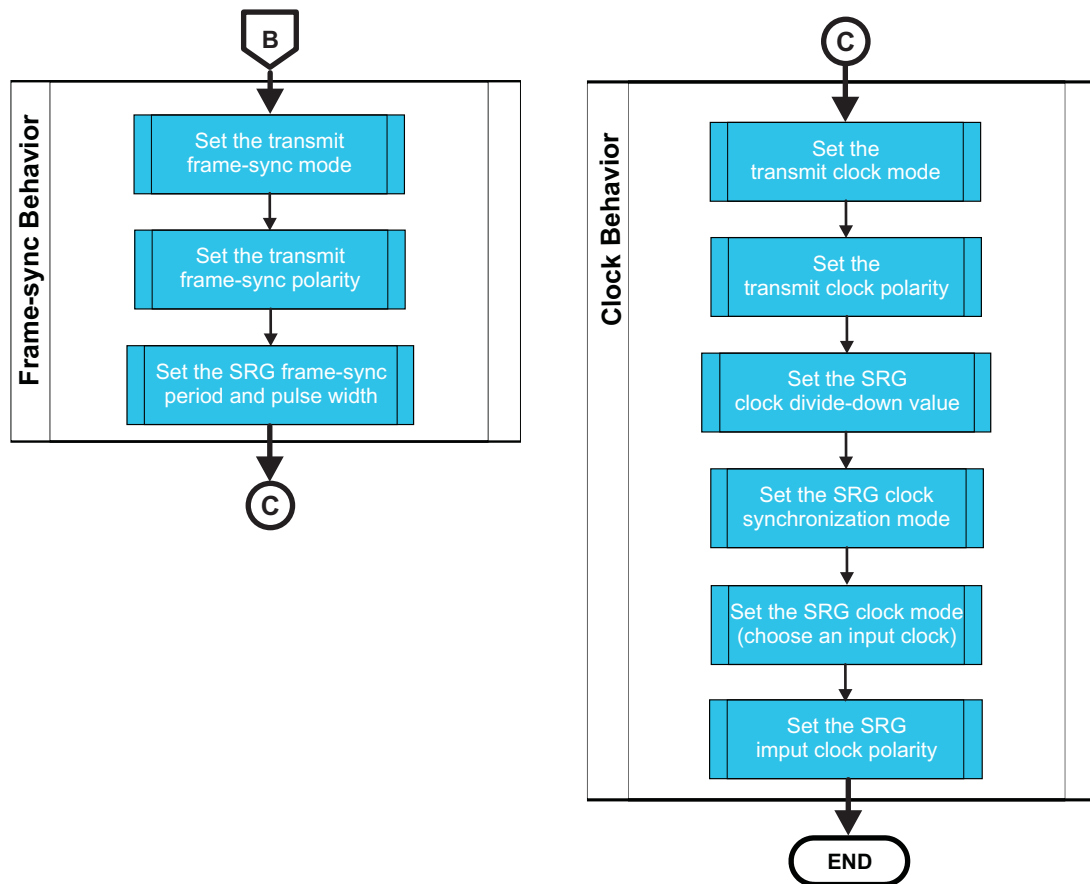 B
Frame-sync Behavior
Set the transmit
frame-sync mode
Set the transmit
frame-sync polarity
Set the SRG frame-sync
period and pulse width
C
C
Clock Behavior
Set the
transmit clock mode
Set the
transmit clock polarity
Set the SRG
clock divide-down value
Set the SRG clock
synchronization mode
Set the SRG clock mode
(choose an input clock)
Set the SRG
imput clock polarity
END